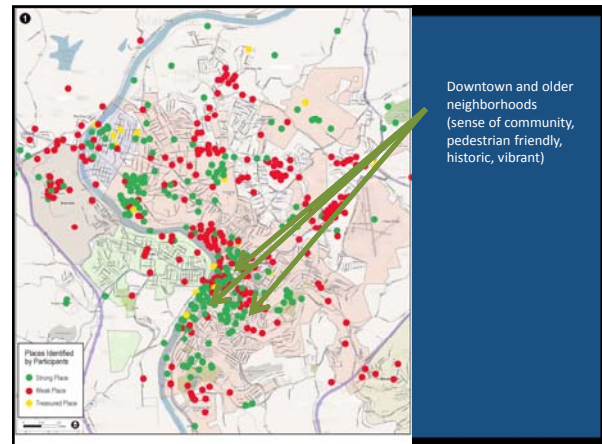 1
Downtown and older
neighborhoods
(sense of community,
pedestrian friendly,
historic, vibrant)
Places Identified
by Participants
Strong Place
Weak Place
Treasured Place